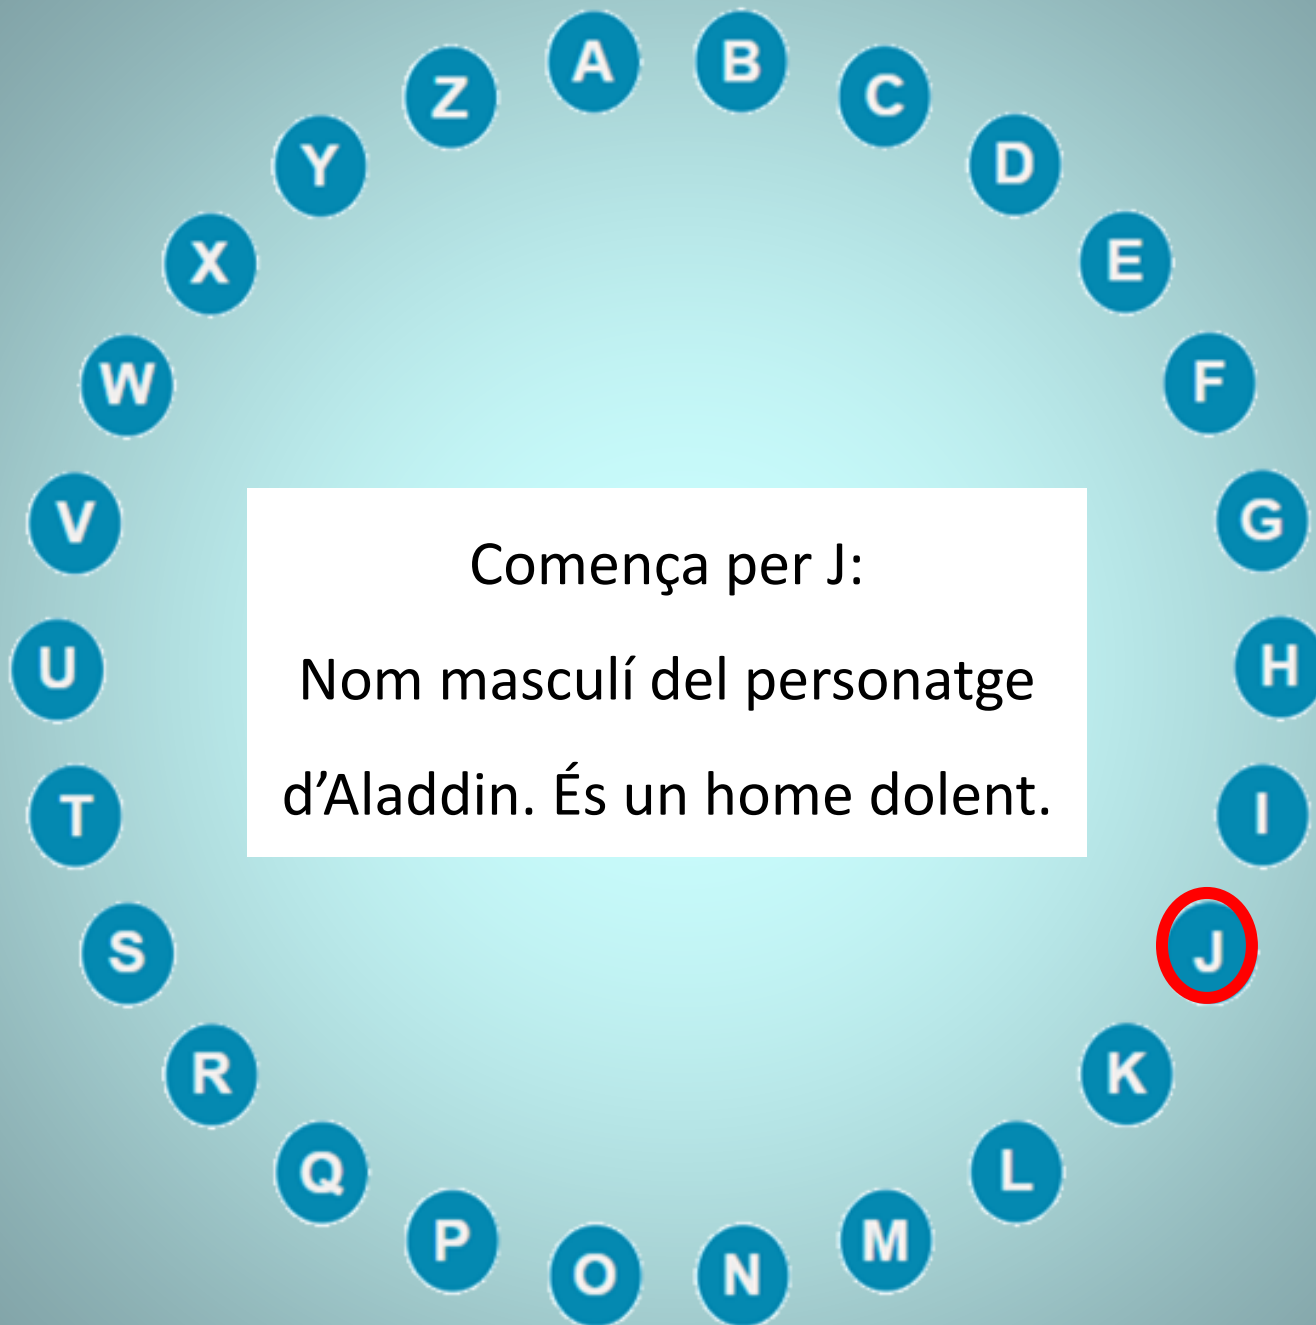 A
B
C
D
E
F
G
H
I
J
K
L
M
N
O
P
Q
R
S
T
U
V
W
X
Y
Z
Comença per J:
Nom masculí del personatge
d’Aladdin. És un home dolent.